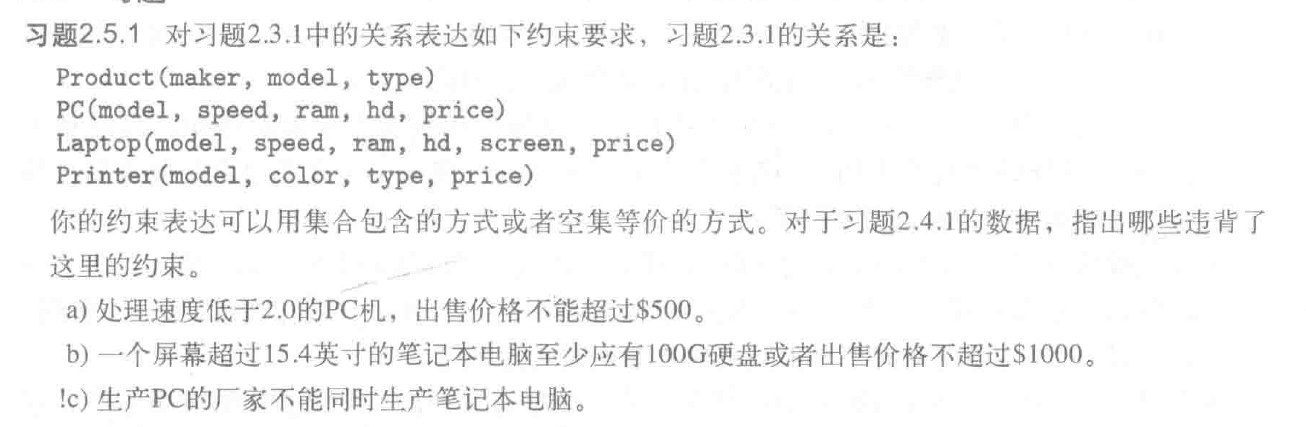 习题2.5.1 对习题2.3.1中的关系表达如下约束要求，习题2.3.1的关系是：
Product(maker, model, type)
PC(model, speed, ram, hd, price)
Laptop(model, speed, ram, hd, screen, price)
Printer(model, color, type, price)
你的约束表达可以用集合包含的方式或者空集等价的方式。对于习题2.4.1的数据，指出哪些违背了
这里的约束。
a) 处理速度低于2.0的PC机，出售价格不能超过$500。
b) 一个屏幕超过15.4英寸的笔记本电脑至少应有100G硬盘或者出售价格不超过$1000。
!c) 生产PC的厂家不能同时生产笔记本电脑。